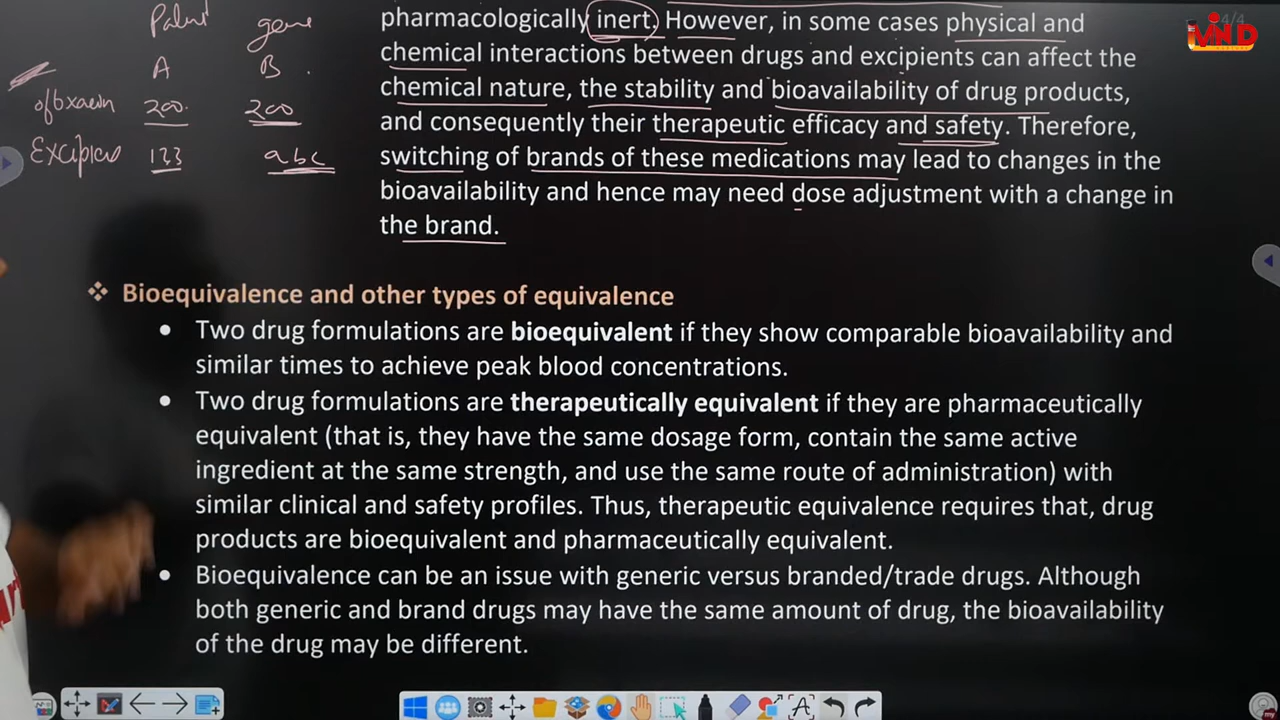 gene
A B
200 200
123 abc
4/4
pharmacologically inert. However, in some cases physical and
chemical interactions between drugs and excipients can affect the
chemical nature, the stability and bioavailability of drug products,
and consequently their therapeutic efficacy and safety. Therefore,
switching of brands of these medications may lead to changes in the
bioavailability and hence may need dose adjustment with a change in
the brand.
❖ Bioequivalence and other types of equivalence
• Two drug formulations are bioequivalent if they show comparable bioavailability and
similar times to achieve peak blood concentrations.
• Two drug formulations are therapeutically equivalent if they are pharmaceutically
equivalent (that is, they have the same dosage form, contain the same active
ingredient at the same strength, and use the same route of administration) with
similar clinical and safety profiles. Thus, therapeutic equivalence requires that, drug
products are bioequivalent and pharmaceutically equivalent.
• Bioequivalence can be an issue with generic versus branded/trade drugs. Although
both generic and brand drugs may have the same amount of drug, the bioavailability
of the drug may be different.